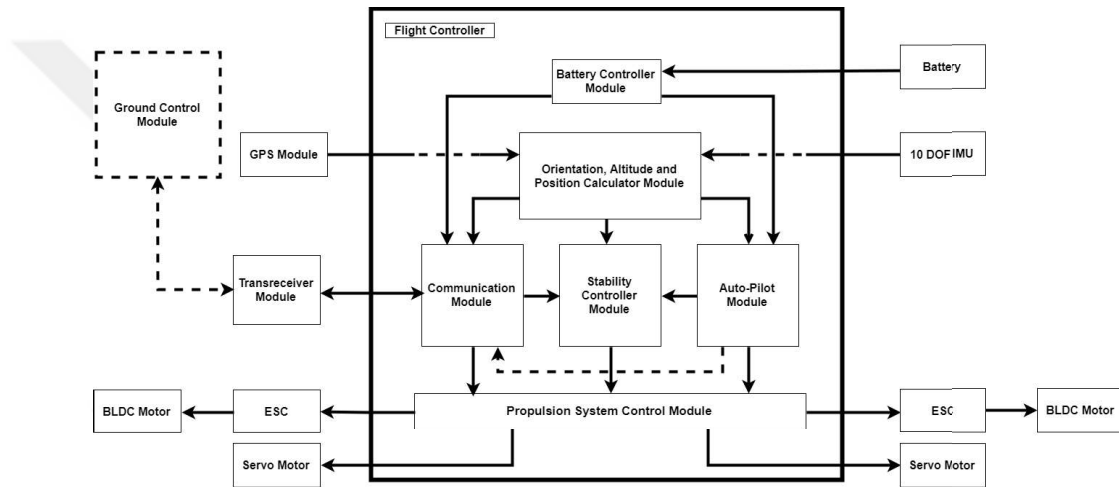 Flight Controller
Battery Controller
Module
Battery
Ground Control
Module
GPS Module
Orientation, Altitude and
Position Calculator Module
10 DOF IMU
Transreceiver
Module
Communication
Module
Stability
Controller
Module
Auto-Pilot
Module
BLDC Motor
ESC
Propulsion System Control Module
ESC
BLDC Motor
Servo Motor
Servo Motor